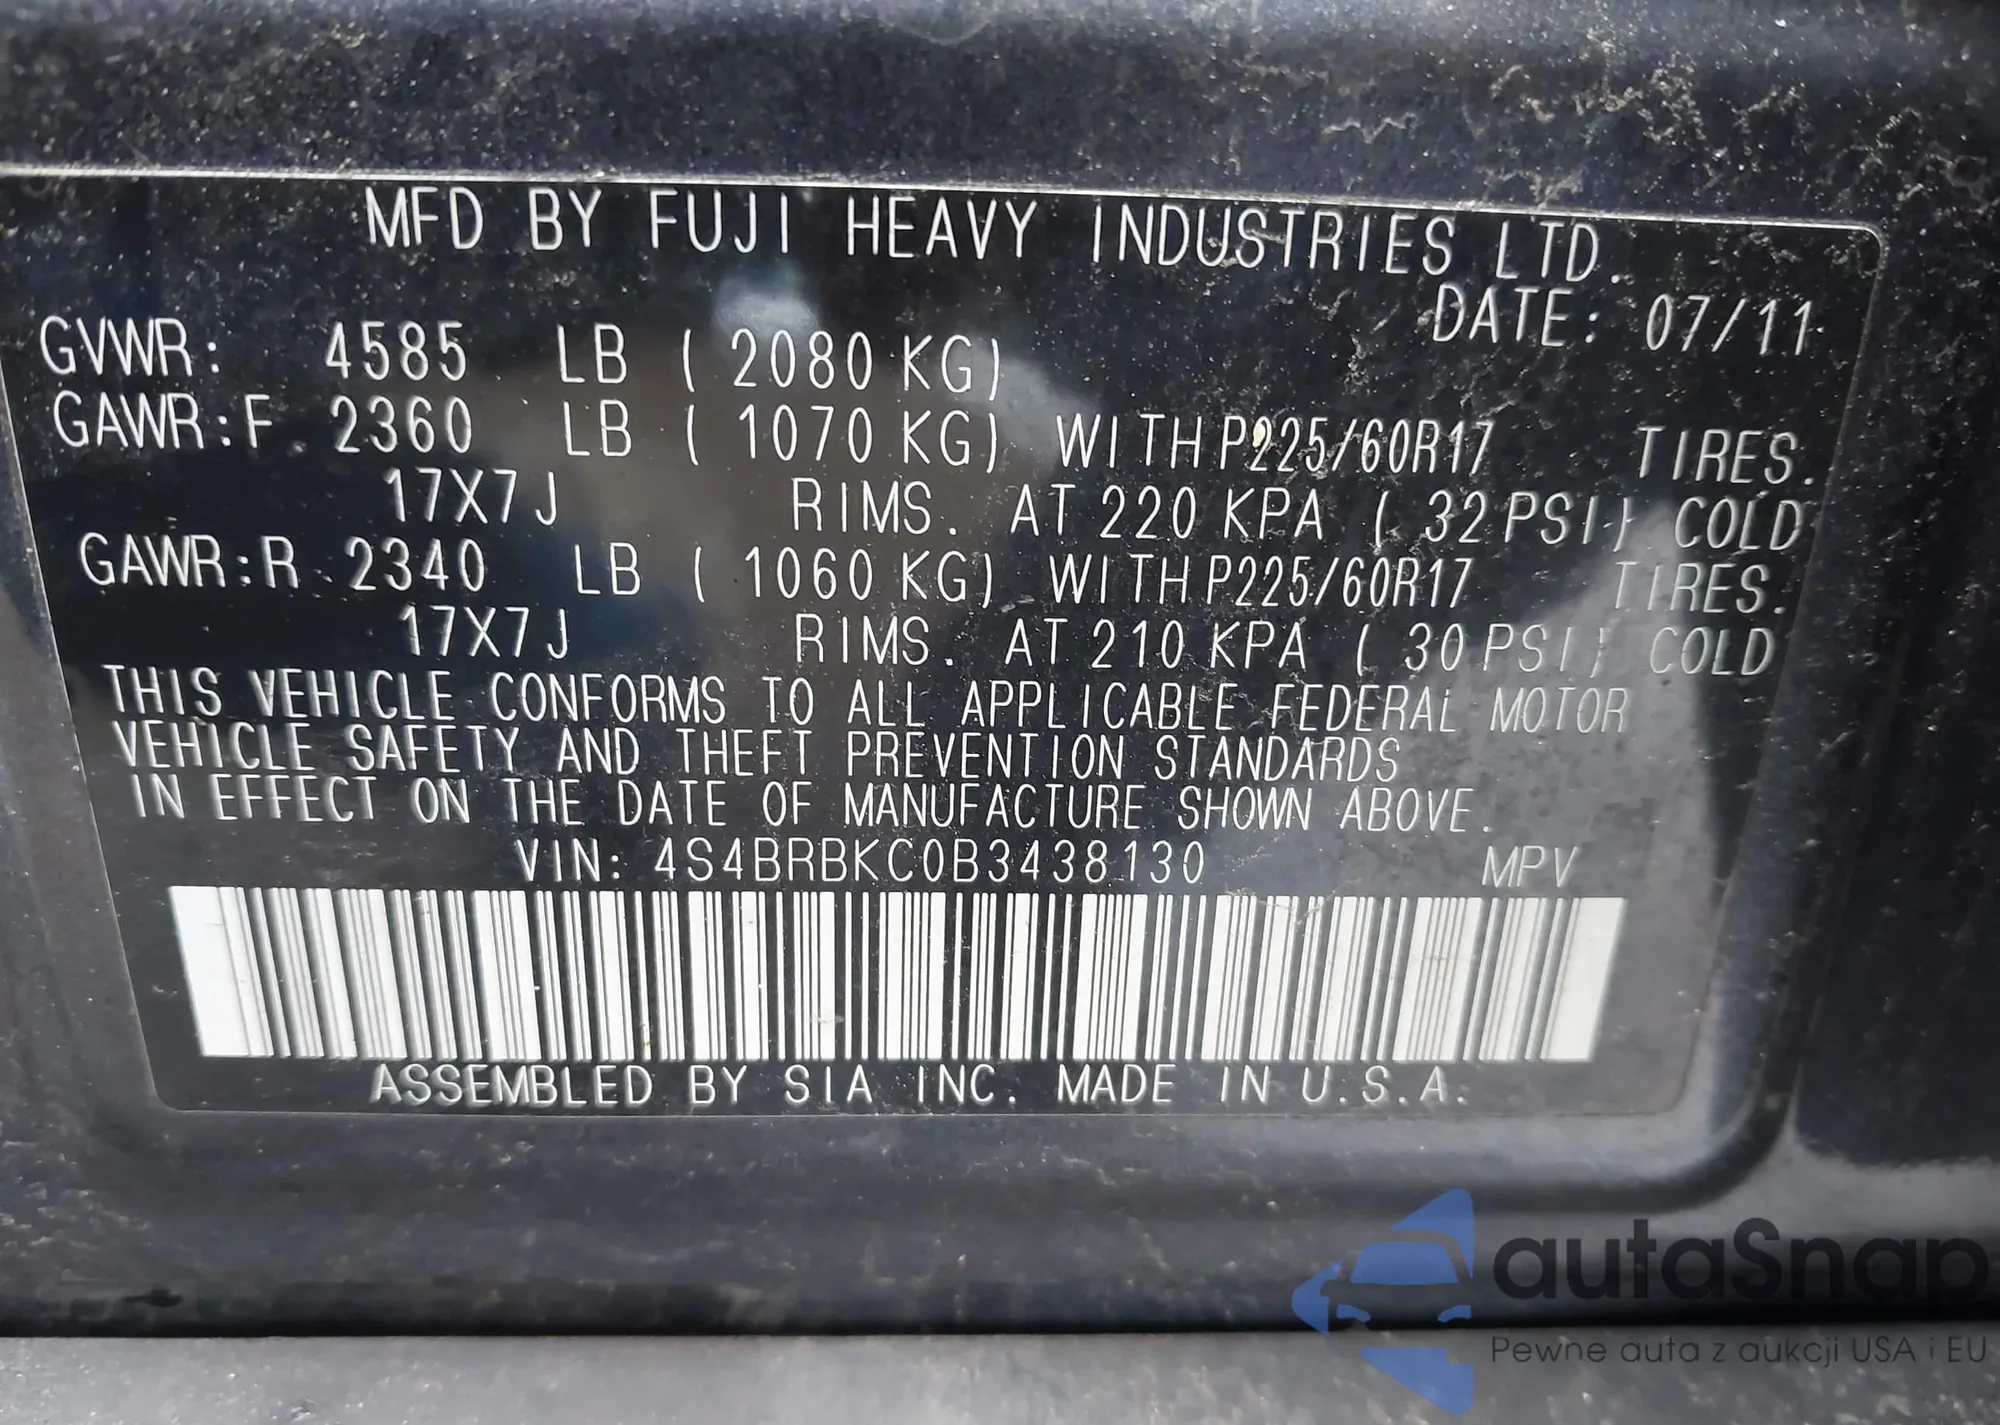 MFD BY FUJI HEAVY INDUSTRIES LTD.
DATE: 07/11
GVWR: 4585 LB ( 2080 KG)
GAWR:F 2360 LB ( 1070 KG) WITH P225/60R17 TIRES.
17X7J RIMS. AT 220 KPA ( 32 PSI) COLD
GAWR:R 2340 LB ( 1060 KG) WITH P225/60R17 TIRES.
17X7J RIMS. AT 210 KPA ( 30 PSI) COLD
THIS VEHICLE CONFORMS TO ALL APPLICABLE FEDERAL MOTOR
VEHICLE SAFETY AND THEFT PREVENTION STANDARDS
IN EFFECT ON THE DATE OF MANUFACTURE SHOWN ABOVE.
VIN: 4S4BRBKC0B3438130 MPV
ASSEMBLED BY SIA INC. MADE IN U.S.A.
autaSnap
Pewne auta z aukcji USA i EU